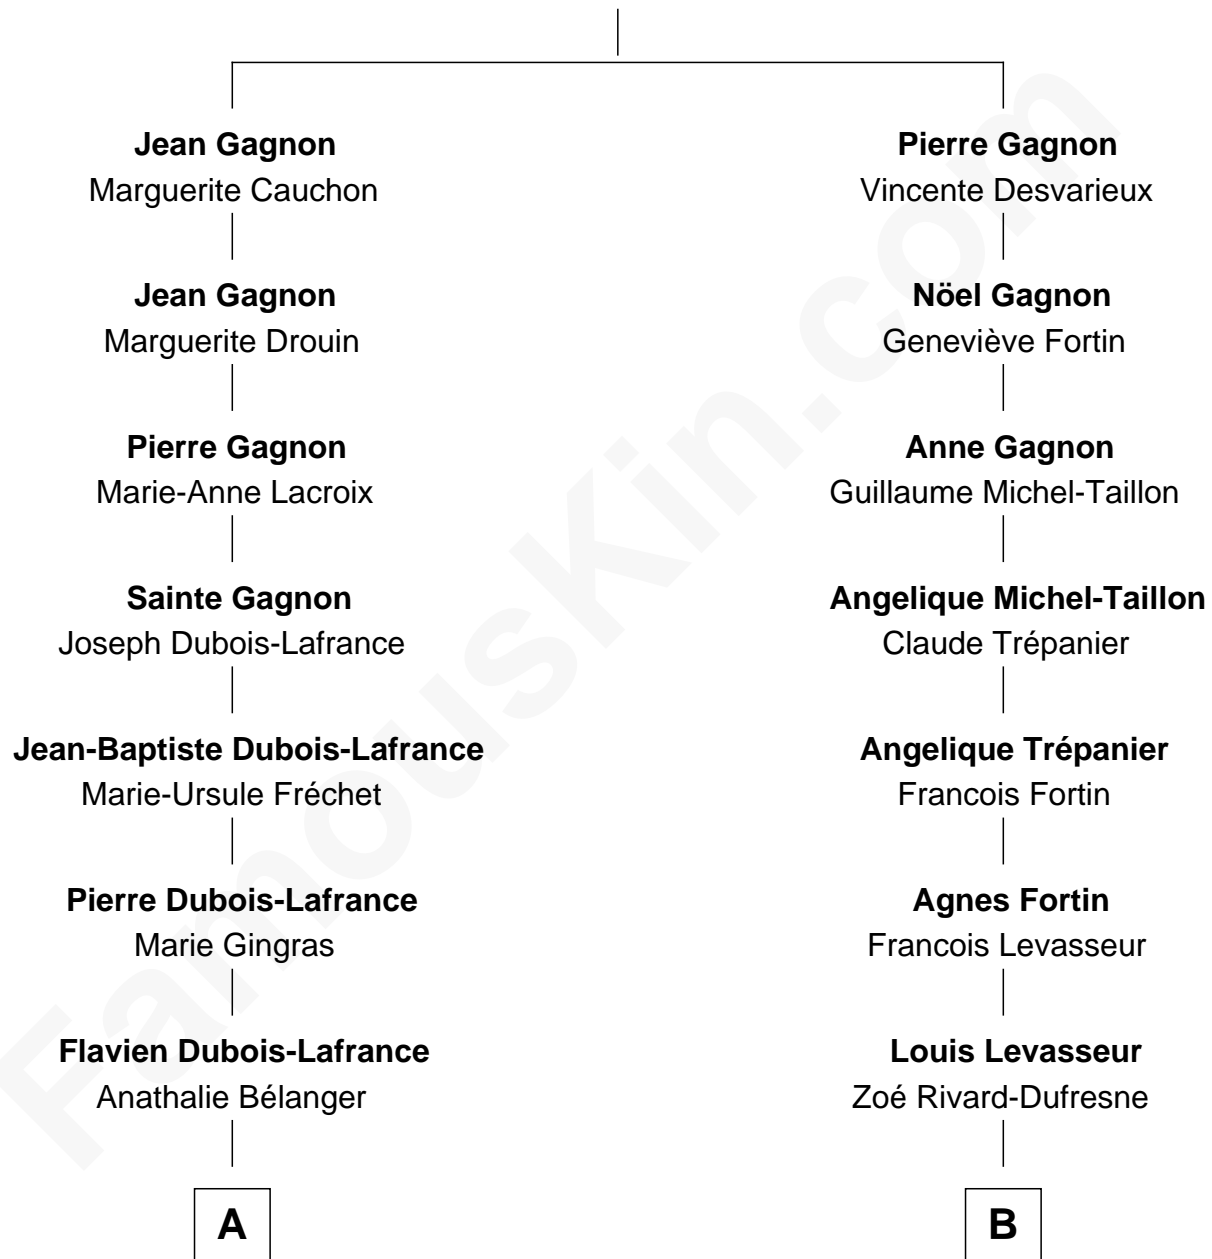 Jean Gagnon
Marguerite Cauchon
Jean Gagnon
Marguerite Drouin
Pierre Gagnon
Marie-Anne Lacroix
Sainte Gagnon
Joseph Dubois-Lafrance
Jean-Baptiste Dubois-Lafrance
Marie-Ursule Fréchet
Pierre Dubois-Lafrance
Marie Gingras
Flavien Dubois-Lafrance
Anathalie Bélanger
A
Pierre Gagnon
Vincente Desvarieux
Nöel Gagnon
Geneviève Fortin
Anne Gagnon
Guillaume Michel-Taillon
Angelique Michel-Taillon
Claude Trépanier
Angelique Trépanier
Francois Fortin
Agnes Fortin
Francois Levasseur
Louis Levasseur
Zoé Rivard-Dufresne
B
FamousKin.com